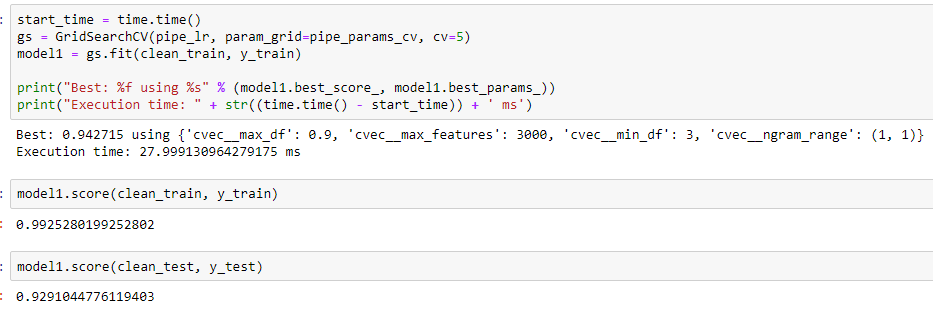 start_time = time.time()
gs = GridSearchCV(pipe_lr, param_grid=pipe_params_cv, cv=5)
model1 = gs.fit(clean_train, y_train)
print("Best: %f using %s" % (model1.best_score_, model1.best_params_))
print("Execution time: " + str((time.time() - start_time)) + ' ms')
Best: 0.942715 using {'cvec__max_df': 0.9, 'cvec__max_features': 3000, 'cvec__min_df': 3, 'cvec__ngram_range': (1, 1)}
Execution time: 27.999130964279175 ms
model1.score(clean_train, y_train)
0.9925280199252802
model1.score(clean_test, y_test)
0.9291044776119403